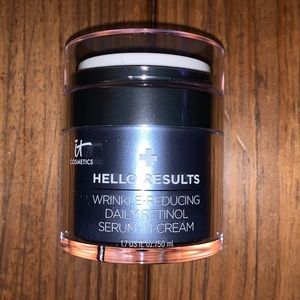 it
COSMETICS
HELLO RESULTS
WRINKLE-REDUCING
DAILY RETINOL
SERUM-IN-CREAM
1.7 US fl. oz./50 ml